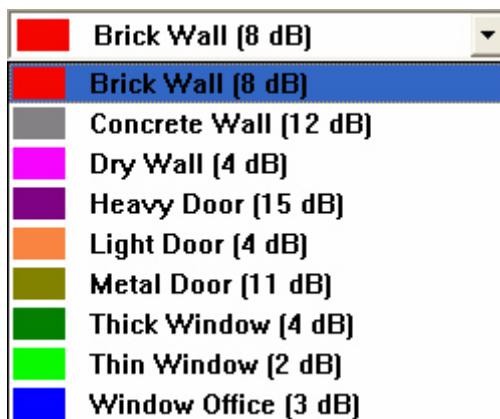 Brick Wall (8 dB)
Brick Wall (8 dB)
Concrete Wall (12 dB)
Dry Wall (4 dB)
Heavy Door (15 dB)
Light Door (4 dB)
Metal Door (11 dB)
Thick Window (4 dB)
Thin Window (2 dB)
Window Office (3 dB)